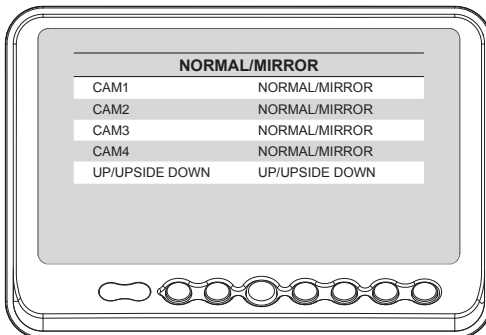 NORMAL/MIRROR
CAM1 NORMAL/MIRROR
CAM2 NORMAL/MIRROR
CAM3 NORMAL/MIRROR
CAM4 NORMAL/MIRROR
UP/UPSIDE DOWN UP/UPSIDE DOWN